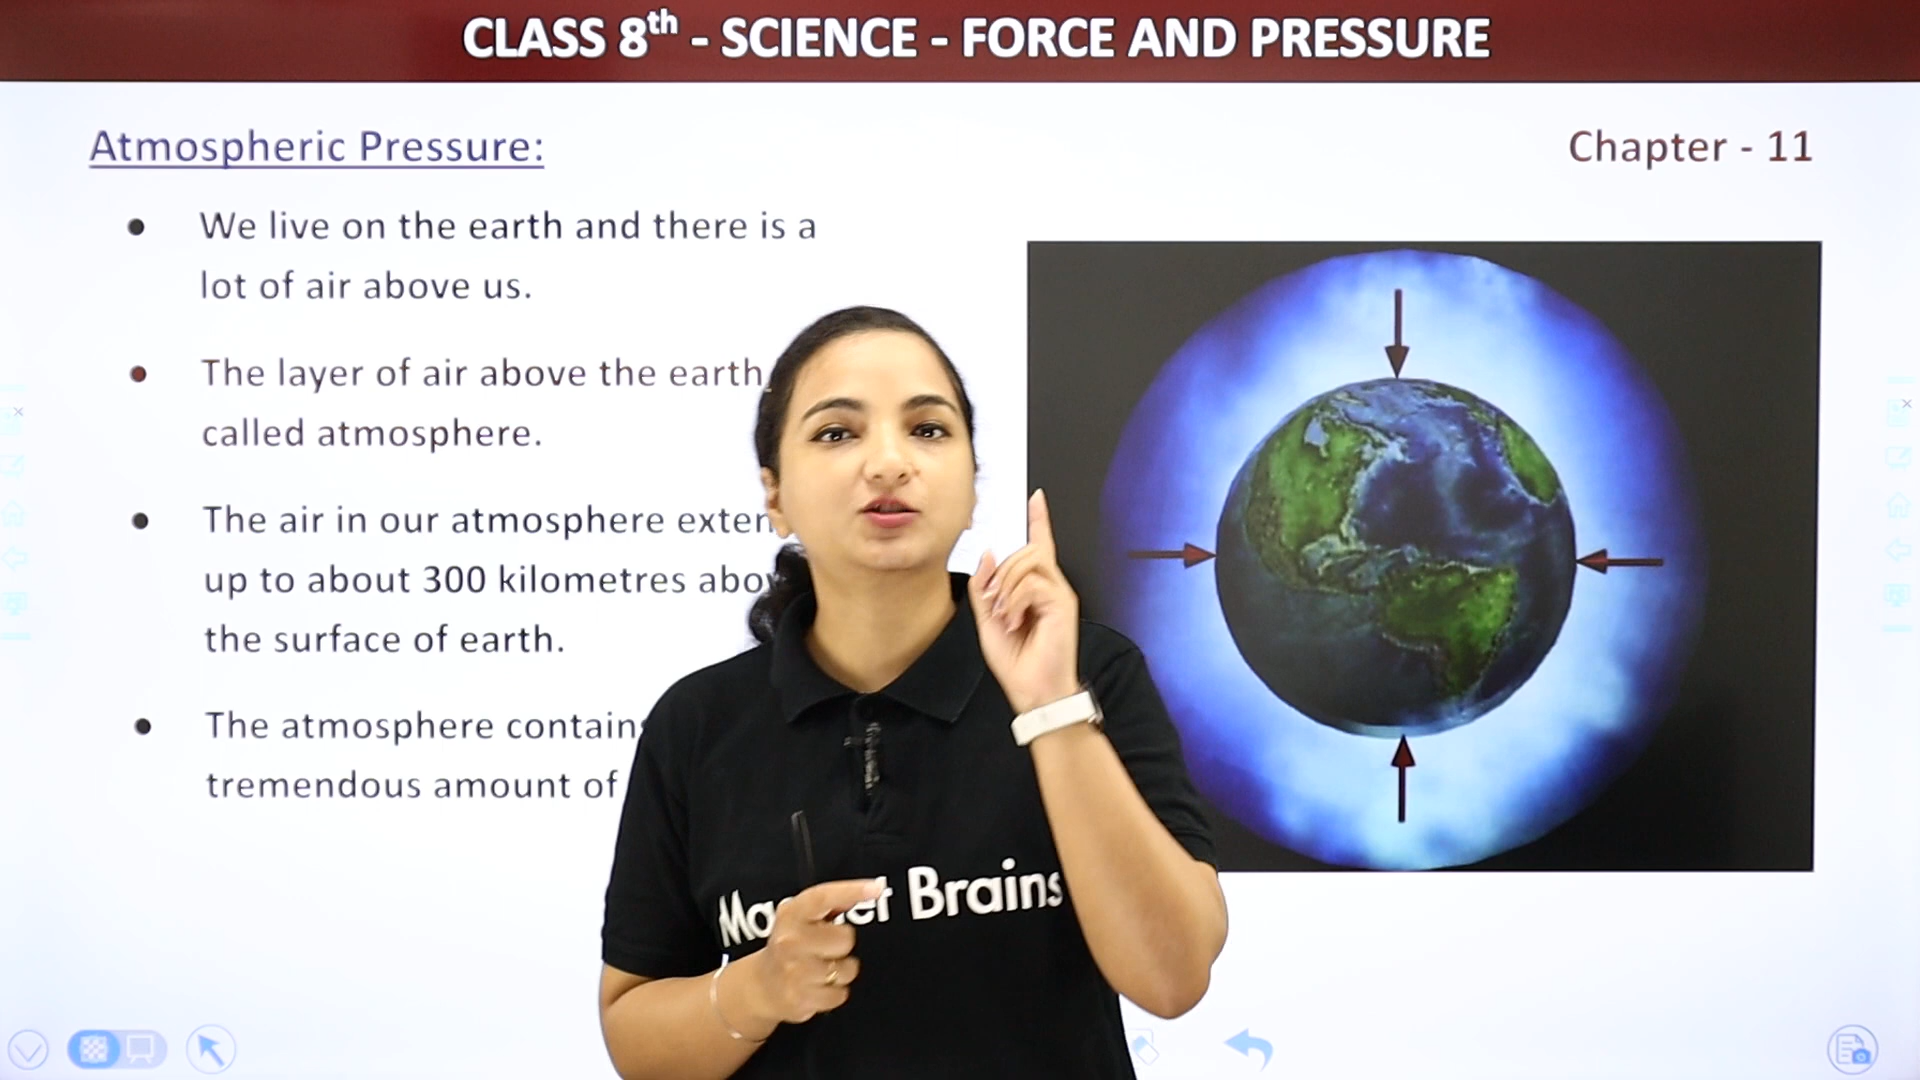 CLASS 8th - SCIENCE - FORCE AND PRESSURE
Atmospheric Pressure:
Chapter - 11
● We live on the earth and there is a
lot of air above us.
● The layer of air above the earth
called atmosphere.
● The air in our atmosphere exten
up to about 300 kilometres abo
the surface of earth.
● The atmosphere contains
tremendous amount of
Brains